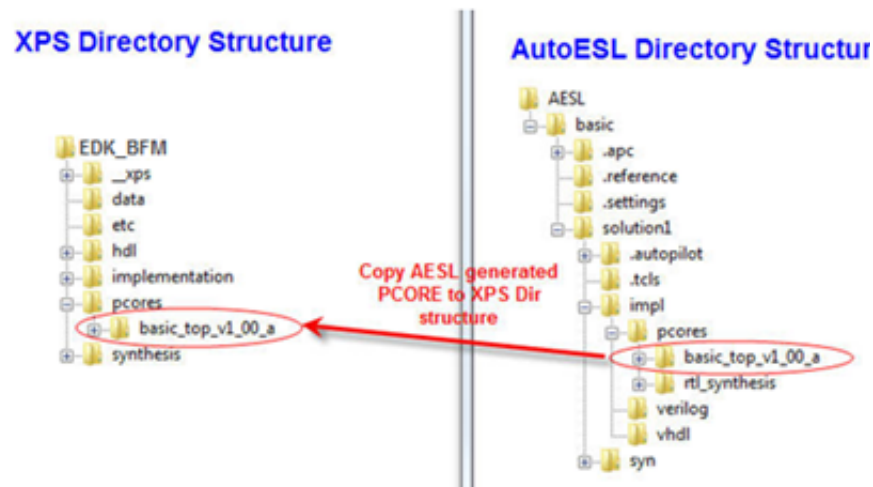 XPS Directory Structure
EDK_BFM
__xps
data
etc
hdl
implementation
pcores
basic_top_v1_00_a
synthesis
Copy AESL generated
PCORE to XPS Dir
structure
AutoESL Directory Structur
AESL
basic
.apc
.reference
.settings
solution1
.autopilot
.tcls
impl
pcores
basic_top_v1_00_a
rtl_synthesis
verilog
vhdl
syn